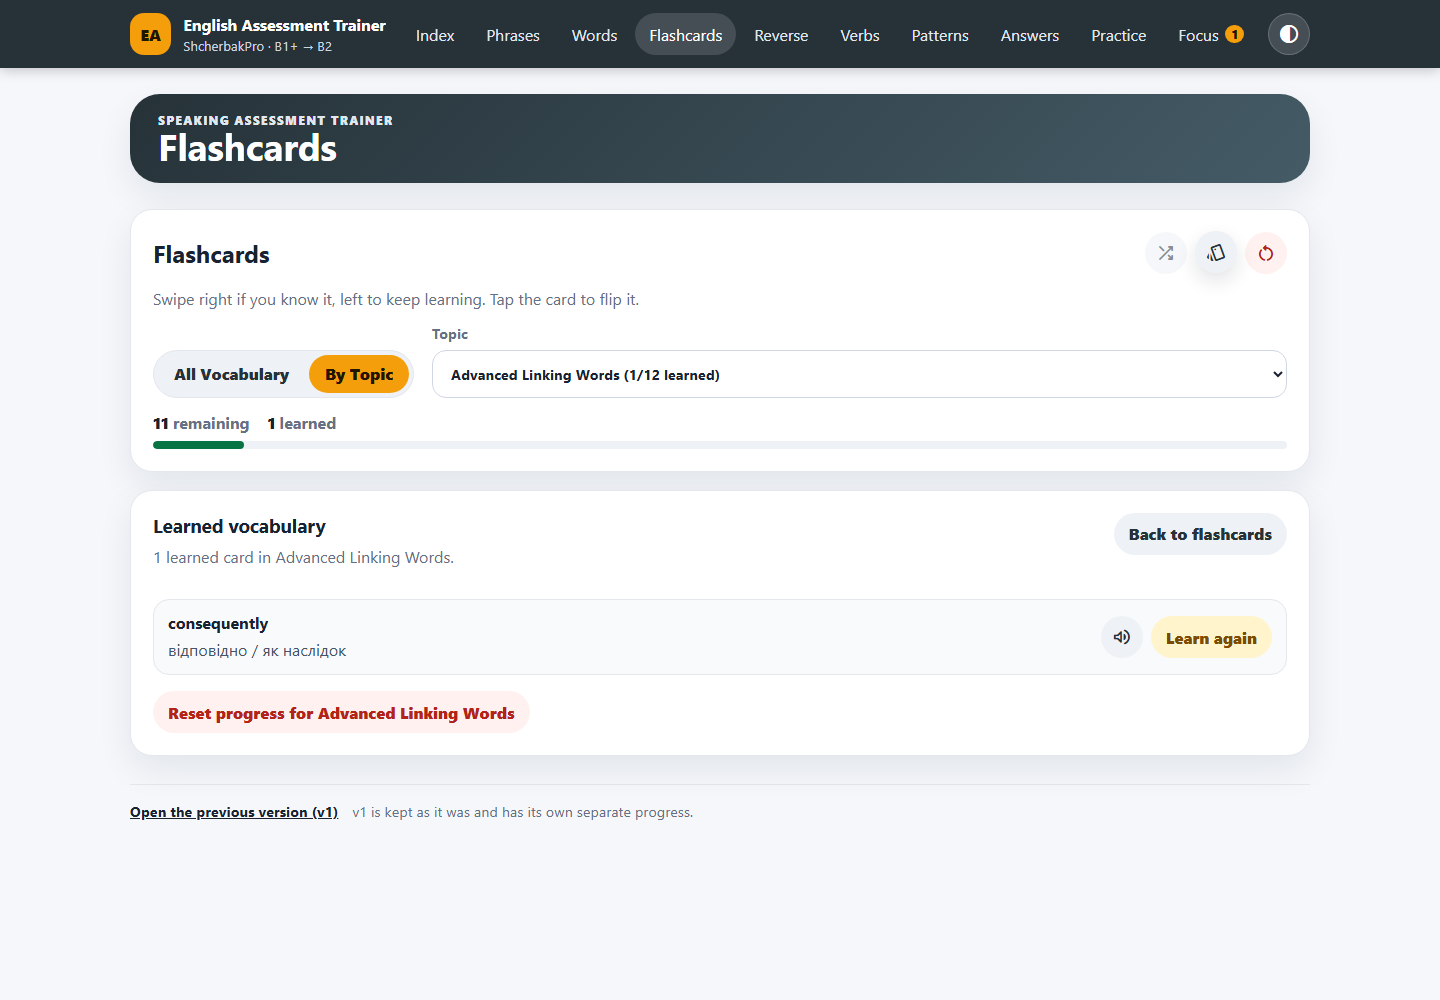 EA
English Assessment Trainer
ShcherbakPro · B1+ → B2
Index
Phrases
Words
Flashcards
Reverse
Verbs
Patterns
Answers
Practice
Focus 1
SPEAKING ASSESSMENT TRAINER
Flashcards
Flashcards
Swipe right if you know it, left to keep learning. Tap the card to flip it.
Topic
All Vocabulary
By Topic
Advanced Linking Words (1/12 learned)
11 remaining 1 learned
Learned vocabulary
Back to flashcards
1 learned card in Advanced Linking Words.
consequently
відповідно / як наслідок
Learn again
Reset progress for Advanced Linking Words
Open the previous version (v1) v1 is kept as it was and has its own separate progress.